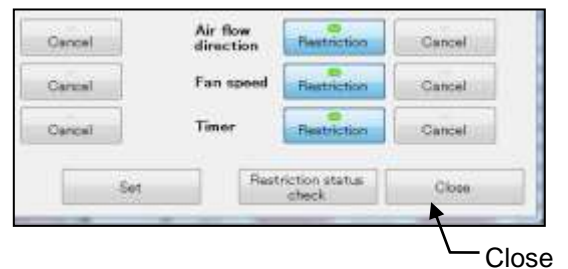 Cancel Air flow direction Restriction Cancel
Cancel Fan speed Restriction Cancel
Cancel Timer Restriction Cancel
Set Restriction status check Close
Close